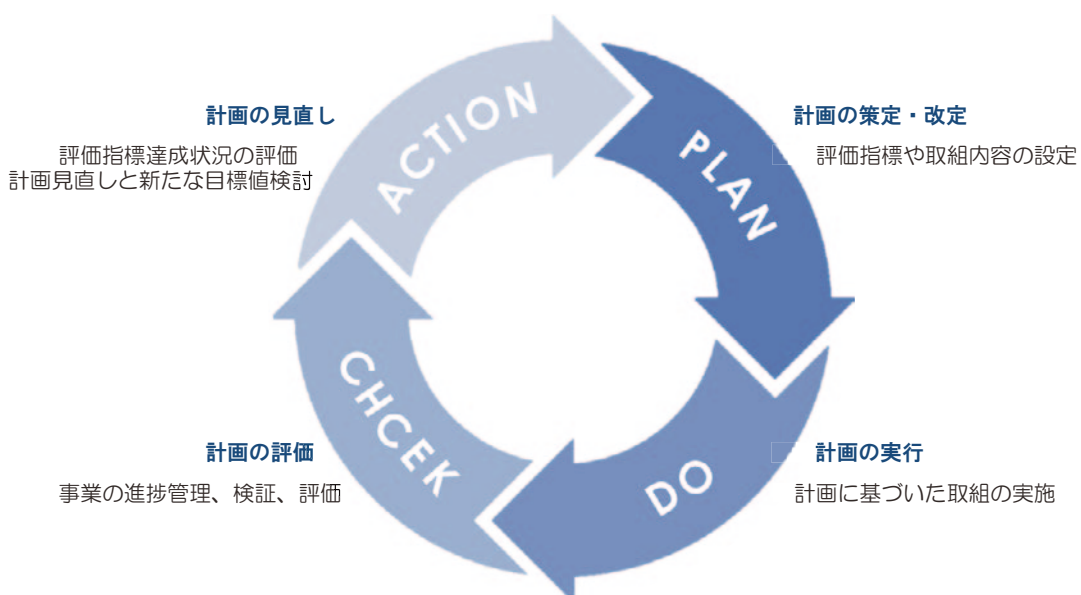 計画の見直し
評価指標達成状況の評価
計画見直しと新たな目標値検討
ACTION
PLAN
計画の策定・改定
評価指標や取組内容の設定
計画の評価
事業の進捗管理、検証、評価
CHCEK
DO
計画の実行
計画に基づいた取組の実施